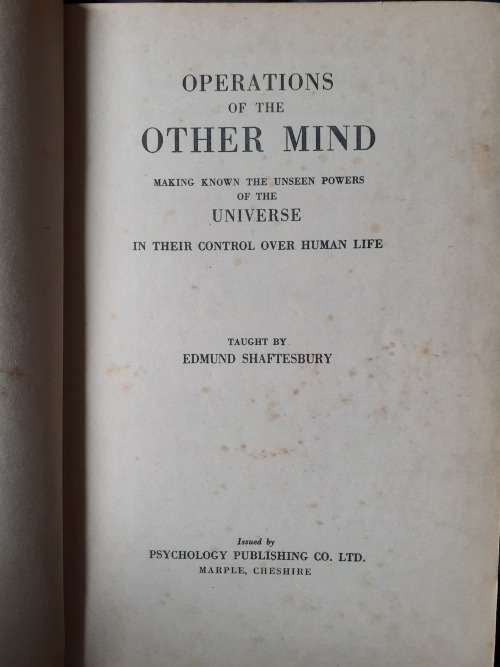 OPERATIONS
OF THE
OTHER MIND
MAKING KNOWN THE UNSEEN POWERS
OF THE
UNIVERSE
IN THEIR CONTROL OVER HUMAN LIFE
TAUGHT BY
EDMUND SHAFTESBURY
Issued by
PSYCHOLOGY PUBLISHING CO. LTD.
MARPLE, CHESHIRE